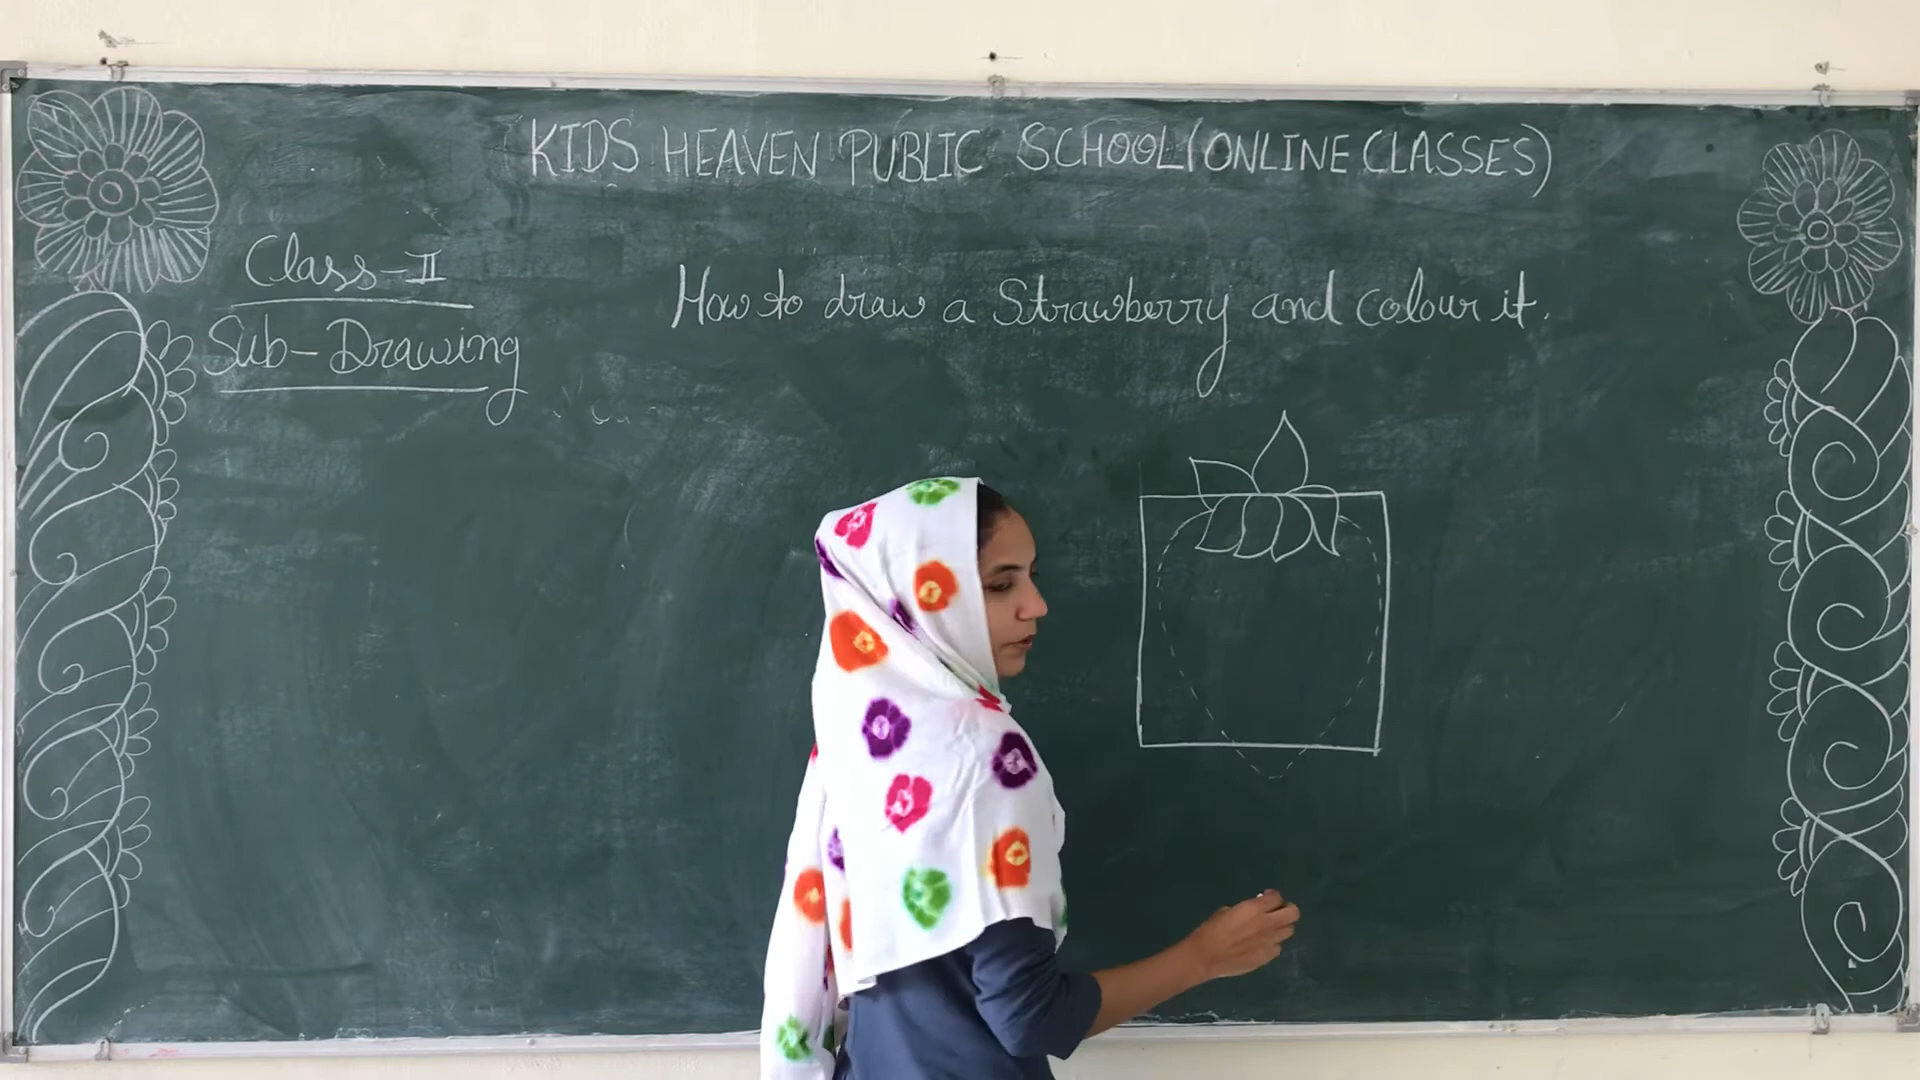 KIDS HEAVEN PUBLIC SCHOOL (ONLINE CLASSES)
Class-II
Sub-Drawing
How to draw a Strawberry and colour it.